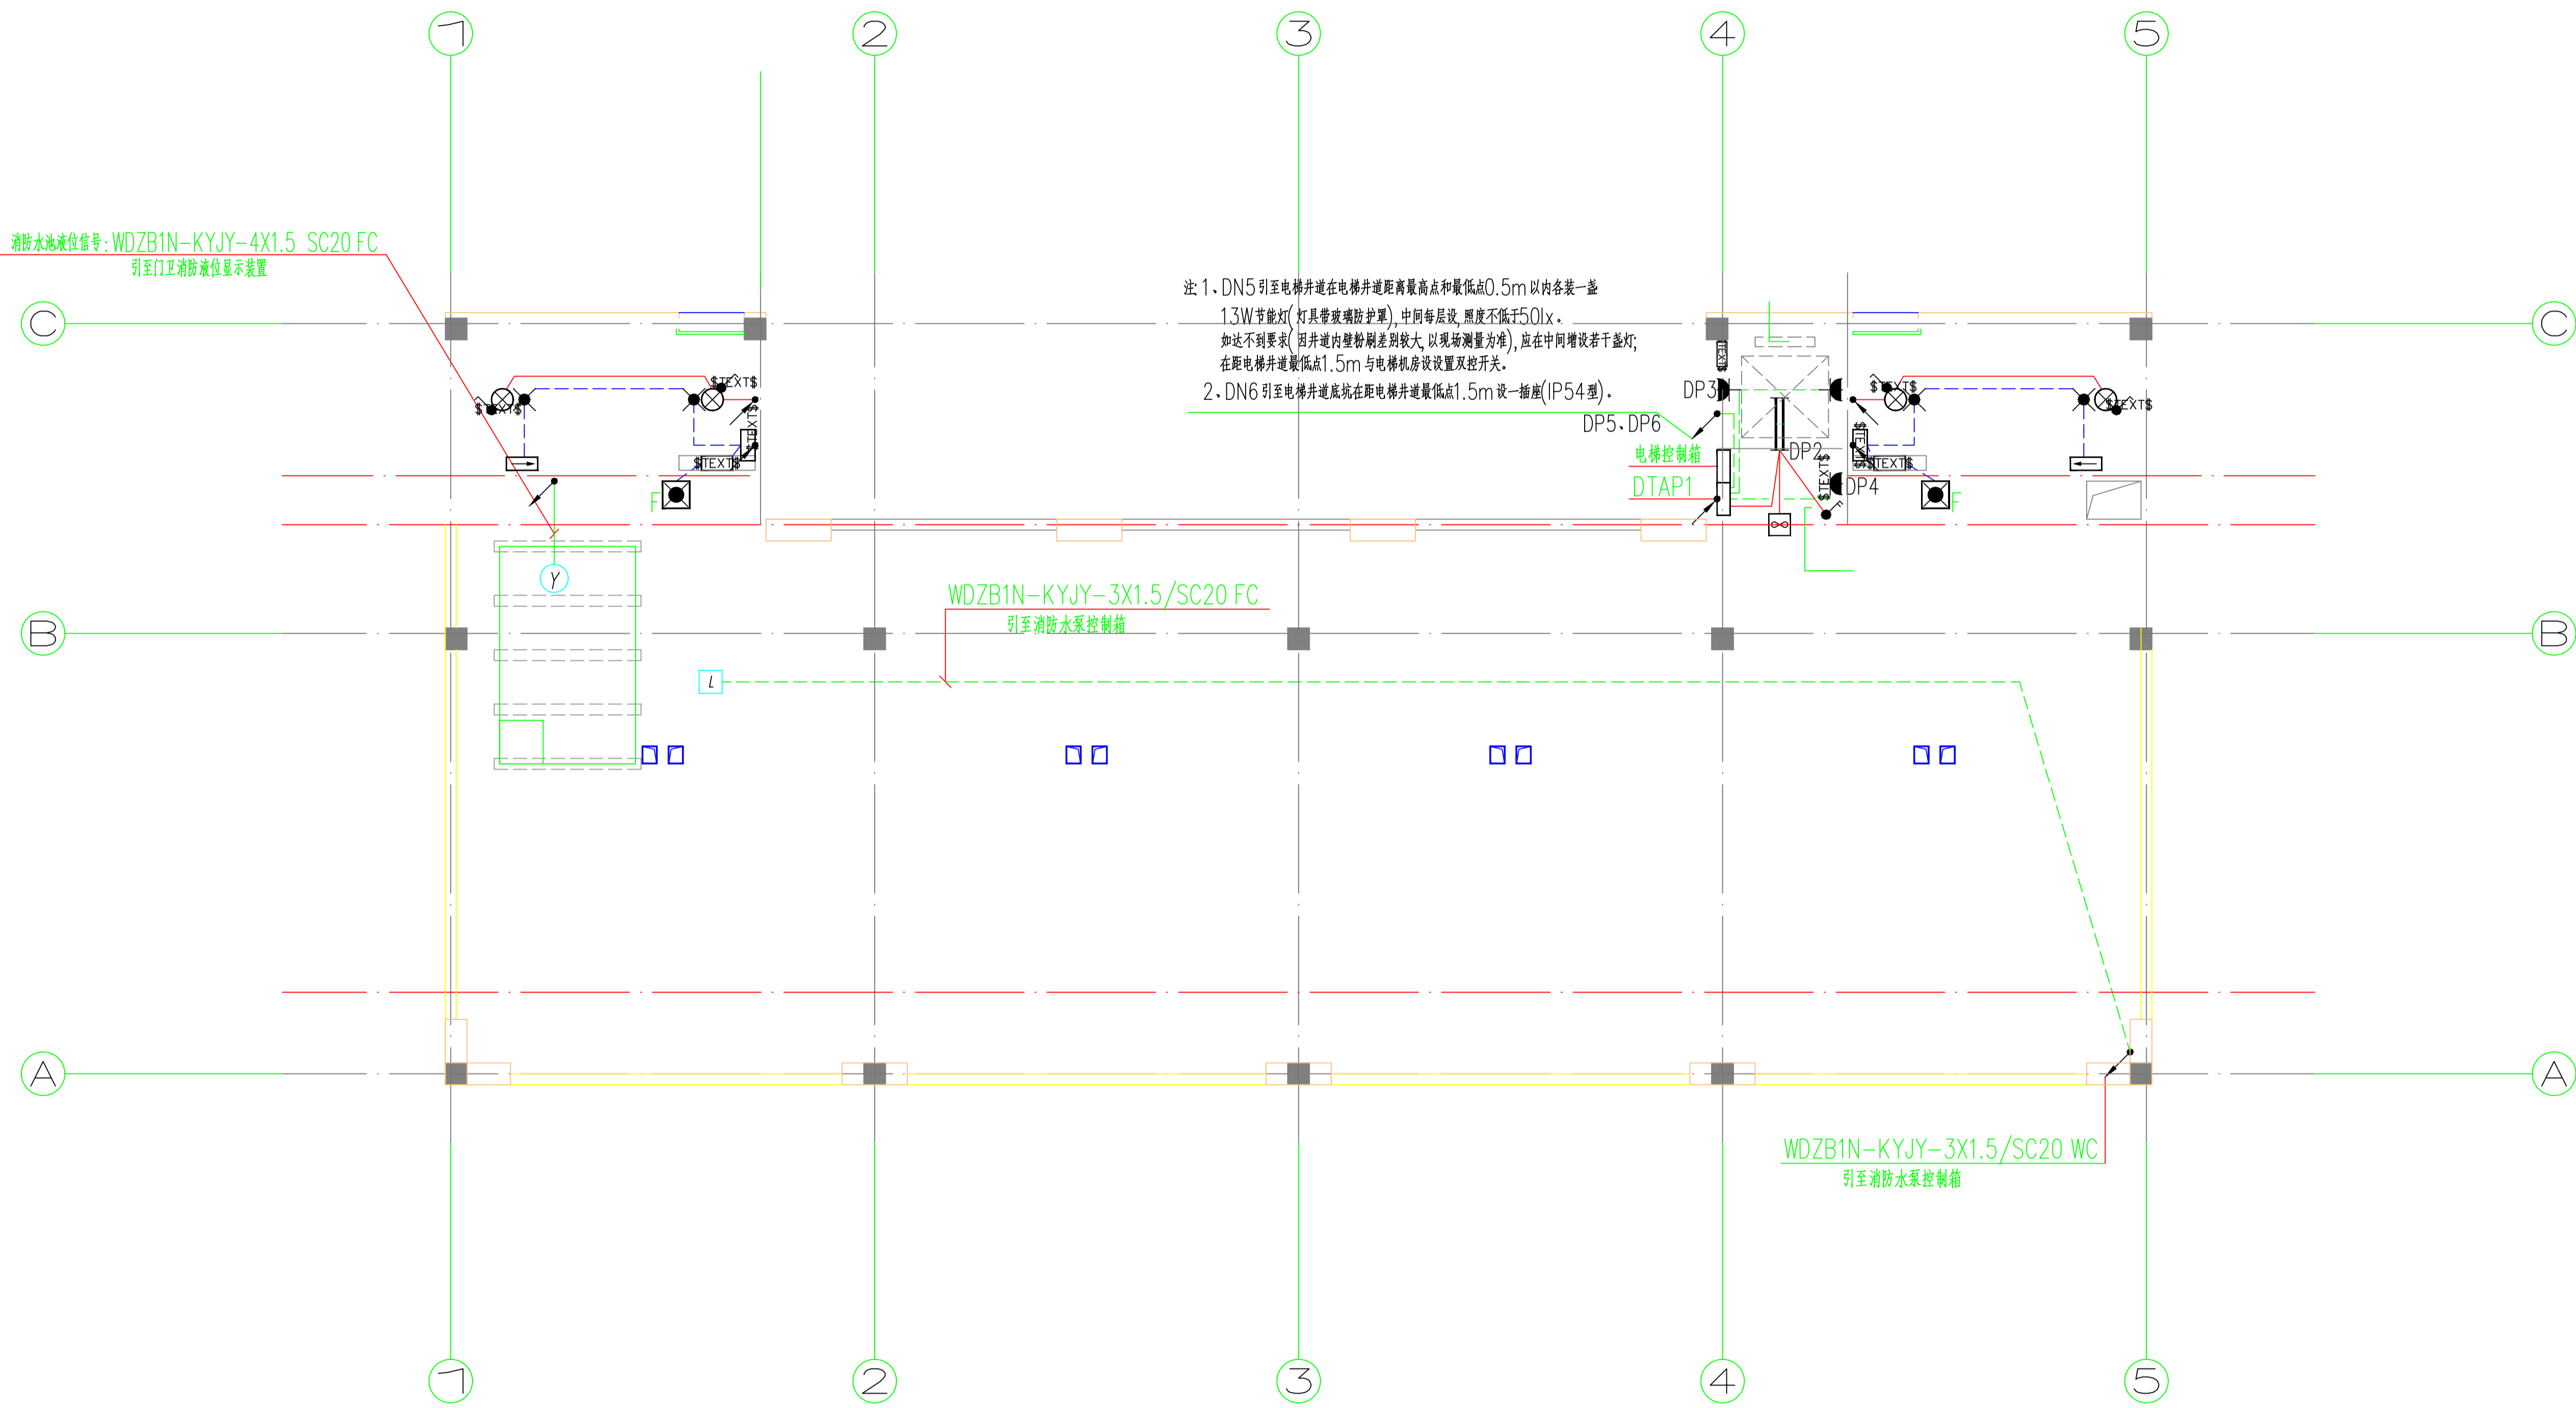 1
2
3
4
5
消防水池液位信号:WDZB1N-KYJY-4X1.5 SC20 FC
引至门卫消防液位显示装置
注:1、DN5引至电梯井道在电梯井道距离最高点和最低点0.5m以内各装一盏
13W节能灯(灯具带玻璃防护罩),中间每层设,照度不低于50lx。
如达不到要求(因井道内壁粉刷差别较大,以现场测量为准),应在中间增设若干盏灯;
在距电梯井道最低点1.5m与电梯机房设设置双控开关。
2、DN6引至电梯井道底坑在距电梯井道最低点1.5m设一插座(IP54型)。
C
C
$TEXT$
$TEXT$
$TEXT$
$TEXT$
F
$TEXT$
DP3
DP5、DP6
电梯控制箱
DTAP1
DP2
$TEXT$
DP4
$TEXT$
$TEXT$
$TEXT$
$TEXT$
F
Y
WDZB1N-KYJY-3X1.5/SC20 FC
引至消防水泵控制箱
B
B
L
A
A
WDZB1N-KYJY-3X1.5/SC20 WC
引至消防水泵控制箱
1
2
3
4
5